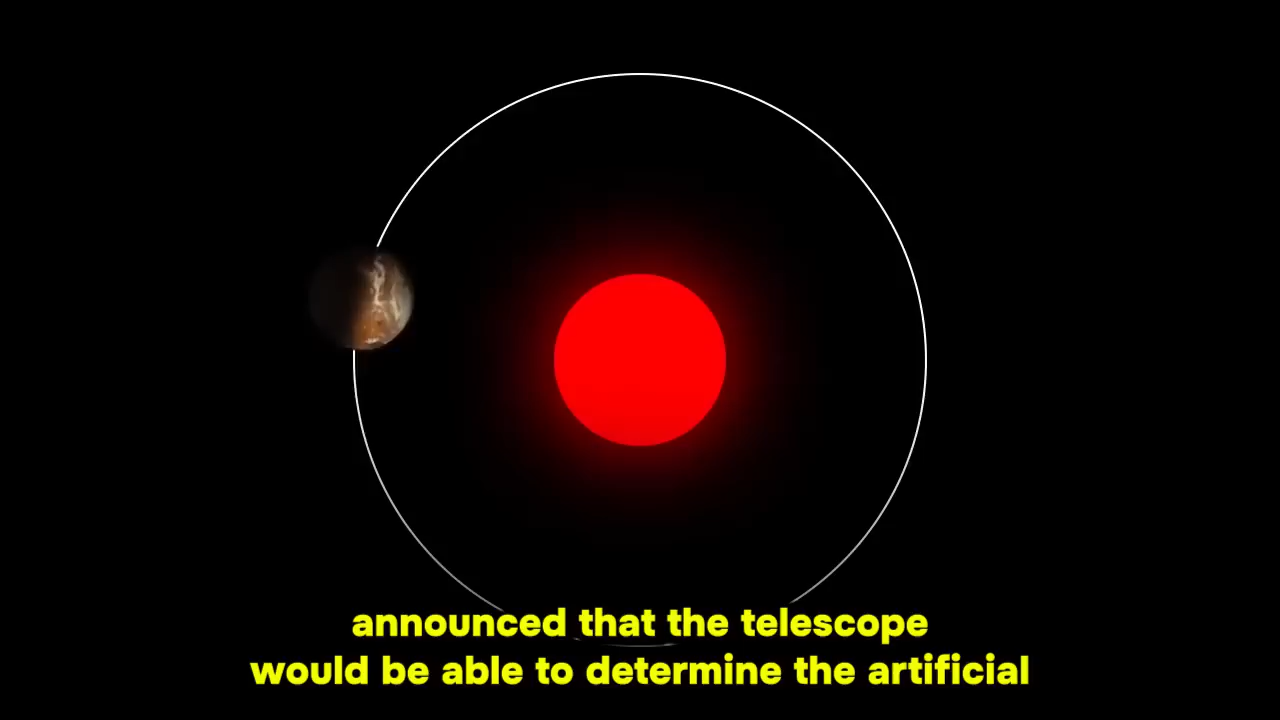 announced that the telescope
would be able to determine the artificial